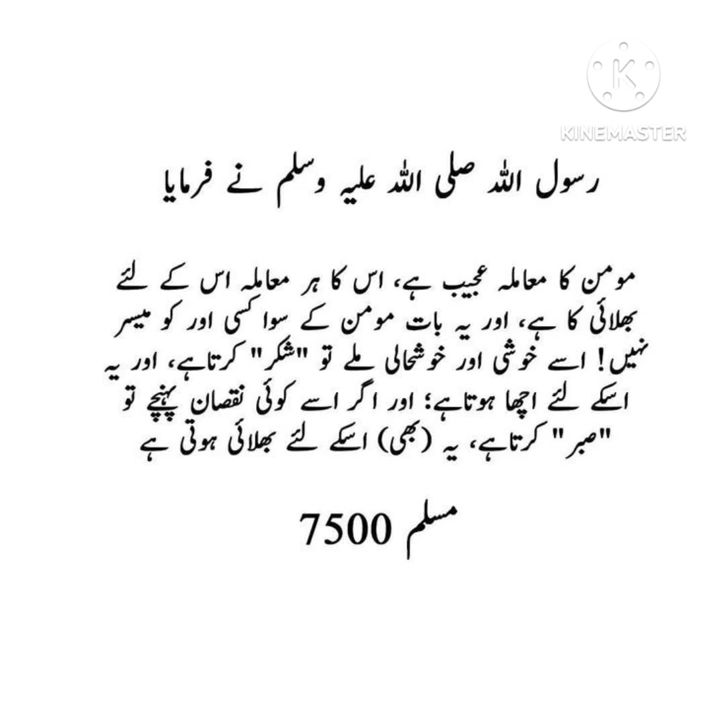 KINEMASTER
رسول اللہ صلی اللہ علیہ وسلم نے فرمایا
مومن کا معاملہ عجیب ہے، اس کا ہر معاملہ اس کے لئے
بھلائی کا ہے، اور یہ بات مومن کے سوا کسی اور کو میسر
نہیں! اسے خوشی اور خوشحالی ملے تو "شکر" کرتاہے، اور یہ
اسکے لئے اچھا ہوتاہے؛ اور اگر اسے کوئی نقصان پہنچے تو
"صبر" کرتاہے، یہ (بھی) اسکے لئے بھلائی ہوتی ہے
مسلم 7500